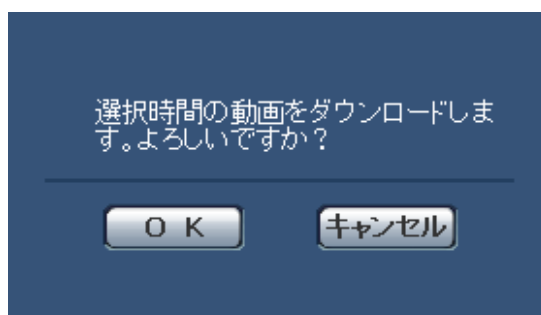 選択時間の動画をダウンロードしま
す。よろしいですか？
ＯＫ
キャンセル